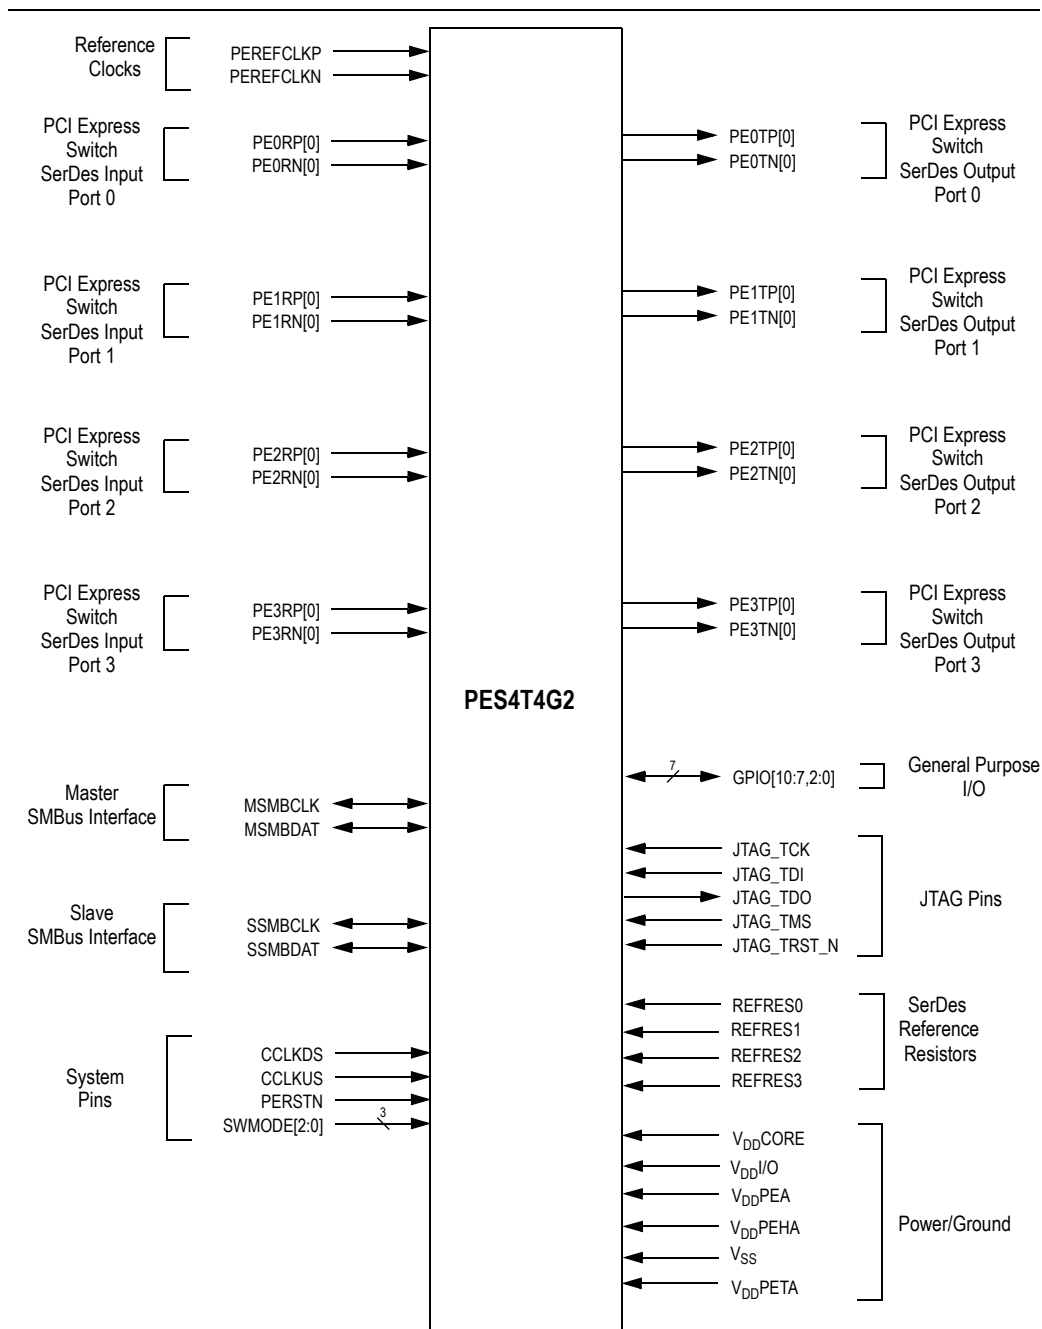 Reference
Clocks
PEREFCLKP
PEREFCLKN
PCI Express
Switch
SerDes Input
Port 0
PE0RP[0]
PE0RN[0]
PE0TP[0]
PE0TN[0]
PCI Express
Switch
SerDes Output
Port 0
PCI Express
Switch
SerDes Input
Port 1
PE1RP[0]
PE1RN[0]
PE1TP[0]
PE1TN[0]
PCI Express
Switch
SerDes Output
Port 1
PCI Express
Switch
SerDes Input
Port 2
PE2RP[0]
PE2RN[0]
PE2TP[0]
PE2TN[0]
PCI Express
Switch
SerDes Output
Port 2
PCI Express
Switch
SerDes Input
Port 3
PE3RP[0]
PE3RN[0]
PE3TP[0]
PE3TN[0]
PCI Express
Switch
SerDes Output
Port 3
PES4T4G2
Master
SMBus Interface
MSMBCLK
MSMBDAT
7
GPIO[10:7,2:0]
General Purpose
I/O
JTAG_TCK
JTAG_TDI
JTAG_TDO
JTAG_TMS
JTAG_TRST_N
JTAG Pins
Slave
SMBus Interface
SSMBCLK
SSMBDAT
REFRES0
REFRES1
REFRES2
REFRES3
SerDes
Reference
Resistors
System
Pins
CCLKDS
CCLKUS
PERSTN
SWMODE[2:0]
3
VDDCORE
VDDI/O
VDDPEA
VDDPEHA
VSS
VDDPETA
Power/Ground